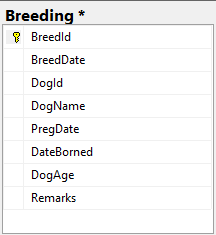 Breeding *
BreedId
BreedDate
DogId
DogName
PregDate
DateBorned
DogAge
Remarks